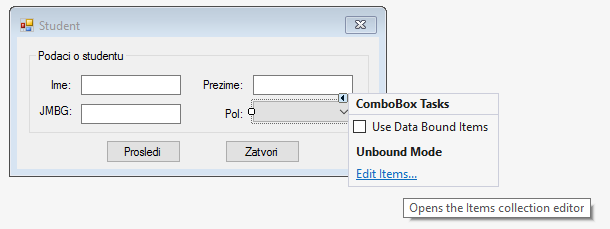 Student
Podaci o studentu
Ime:
Prezime:
JMBG:
Pol:
Prosledi
Zatvori
ComboBox Tasks
Use Data Bound Items
Unbound Mode
Edit Items...
Opens the Items collection editor